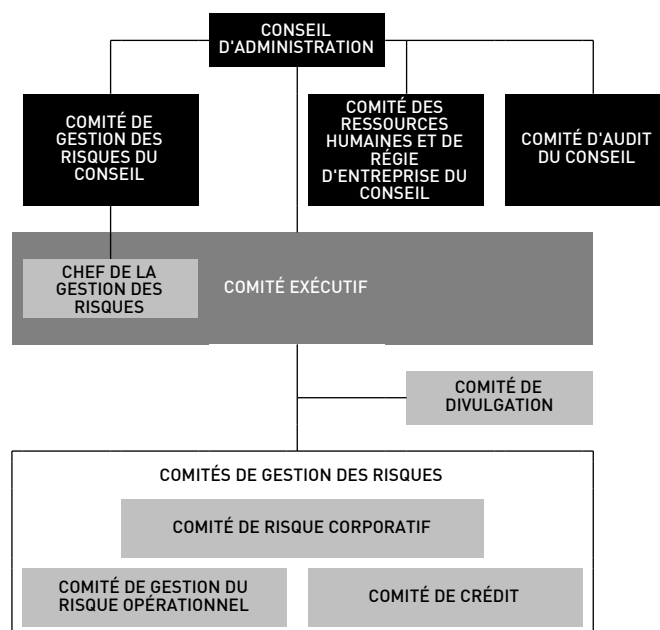 CONSEIL
D'ADMINISTRATION
COMITÉ DE
GESTION DES
RISQUES DU
CONSEIL
COMITÉ DES
RESSOURCES
HUMAINES ET DE
RÉGIE
D'ENTREPRISE DU
CONSEIL
COMITÉ D'AUDIT
DU CONSEIL
CHEF DE LA
GESTION DES
RISQUES
COMITÉ EXÉCUTIF
COMITÉ DE
DIVULGATION
COMITÉS DE GESTION DES RISQUES
COMITÉ DE RISQUE CORPORATIF
COMITÉ DE GESTION DU
RISQUE OPÉRATIONNEL
COMITÉ DE CRÉDIT